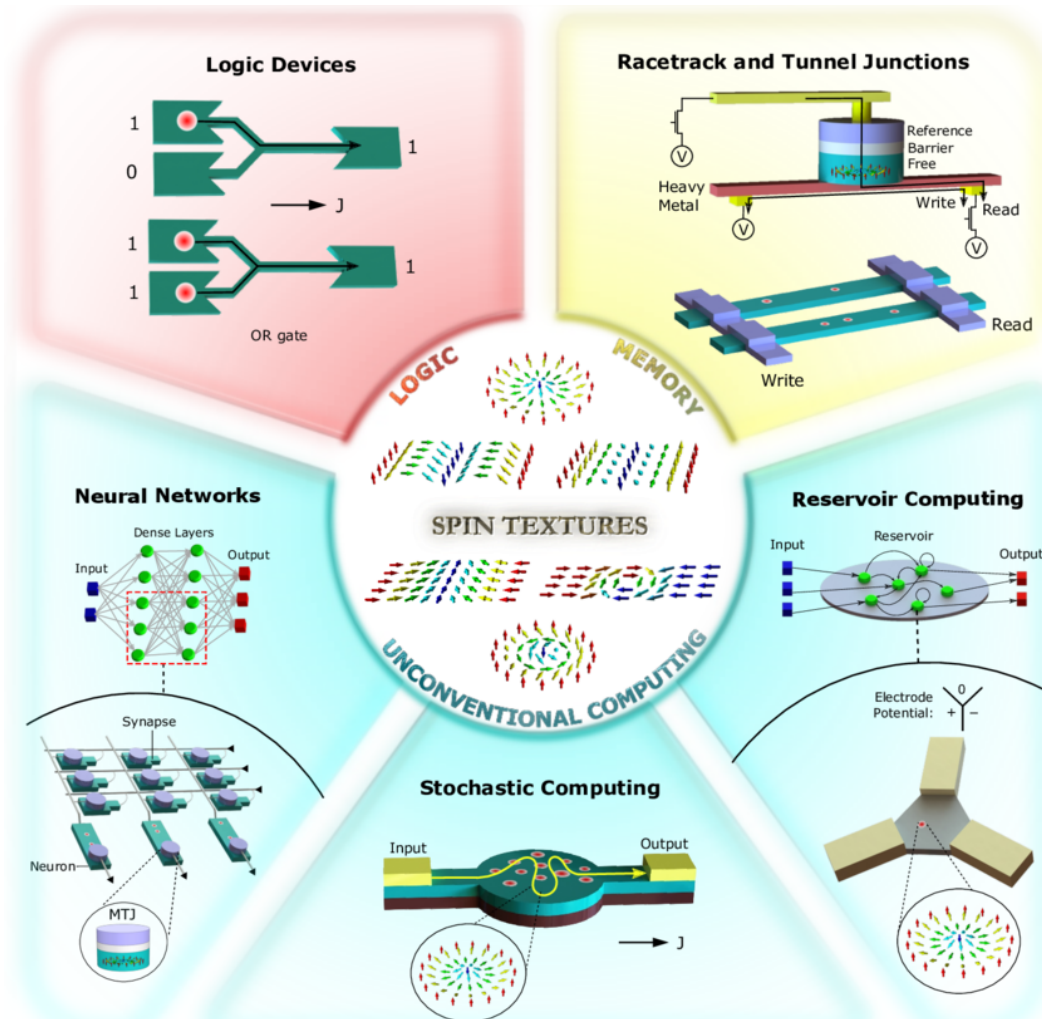 Logic Devices
1
0
1
J
1
1
1
OR gate
Racetrack and Tunnel Junctions
V
Reference
Barrier
Free
Heavy
Metal
Write
Read
V
V
Read
Write
LOGIC
MEMORY
SPIN TEXTURES
UNCONVENTIONAL COMPUTING
Neural Networks
Dense Layers
Input
Output
Synapse
Neuron
MTJ
Stochastic Computing
Input
Output
J
Reservoir Computing
Reservoir
Input
Output
Electrode
Potential:
0
+
−